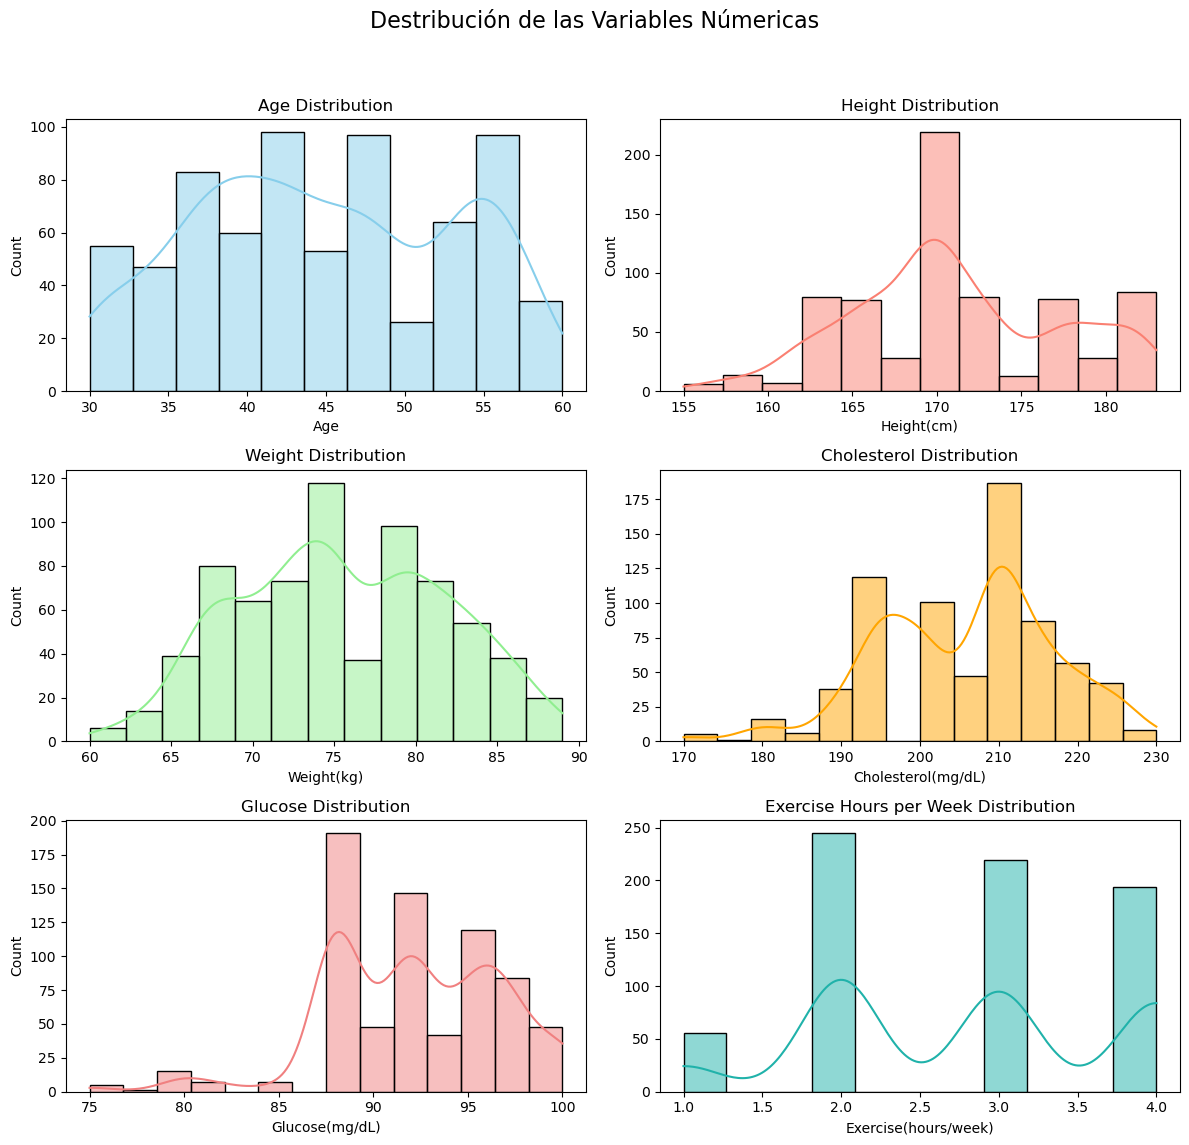 Destribución de las Variables Númericas
Age Distribution
Count
100
80
60
40
20
0
30 35 40 45 50 55 60
Age
Height Distribution
Count
200
150
100
50
0
155 160 165 170 175 180
Height(cm)
Weight Distribution
Count
120
100
80
60
40
20
0
60 65 70 75 80 85 90
Weight(kg)
Cholesterol Distribution
Count
175
150
125
100
75
50
25
0
170 180 190 200 210 220 230
Cholesterol(mg/dL)
Glucose Distribution
Count
200
175
150
125
100
75
50
25
0
75 80 85 90 95 100
Glucose(mg/dL)
Exercise Hours per Week Distribution
Count
250
200
150
100
50
0
1.0 1.5 2.0 2.5 3.0 3.5 4.0
Exercise(hours/week)